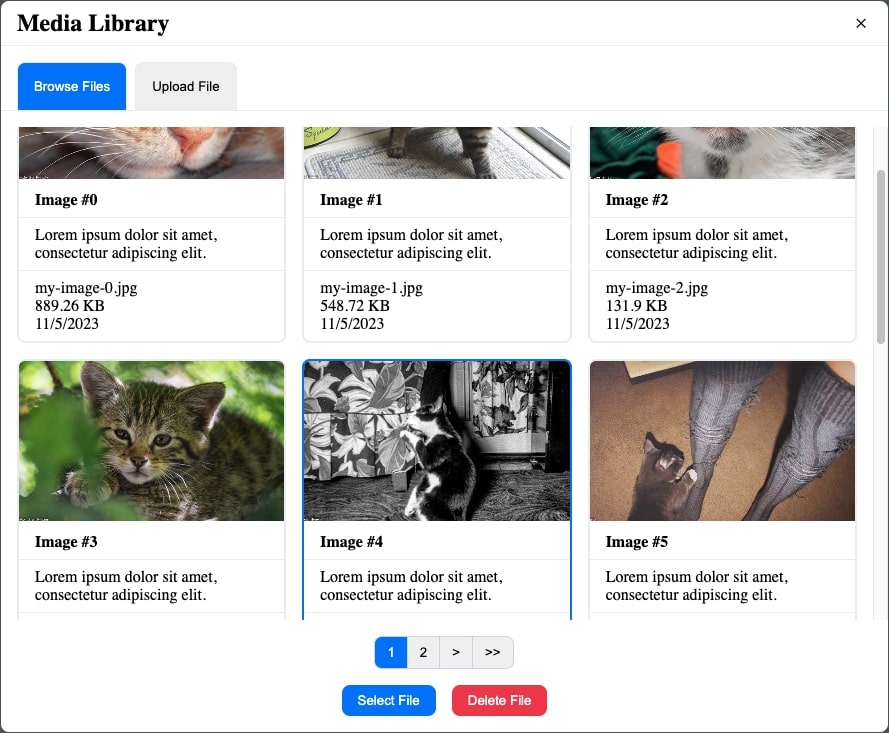 Media Library
×
Browse Files
Upload File
Image #0
Image #1
Image #2
Lorem ipsum dolor sit amet,
consectetur adipiscing elit.
Lorem ipsum dolor sit amet,
consectetur adipiscing elit.
Lorem ipsum dolor sit amet,
consectetur adipiscing elit.
my-image-0.jpg
889.26 KB
11/5/2023
my-image-1.jpg
548.72 KB
11/5/2023
my-image-2.jpg
131.9 KB
11/5/2023
Image #3
Image #4
Image #5
Lorem ipsum dolor sit amet,
consectetur adipiscing elit.
Lorem ipsum dolor sit amet,
consectetur adipiscing elit.
Lorem ipsum dolor sit amet,
consectetur adipiscing elit.
1 2 > >>
Select File
Delete File